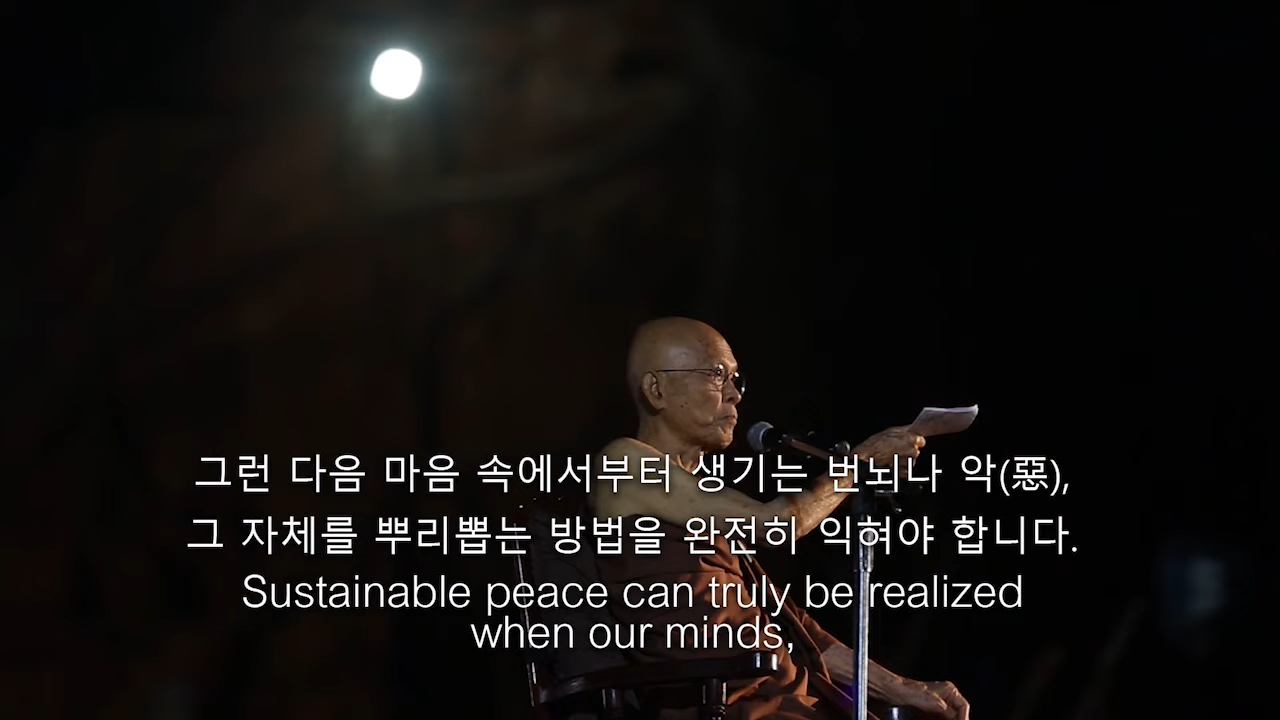 그런 다음 마음 속에서부터 생기는 번뇌나 악(惡),
그 자체를 뿌리뽑는 방법을 완전히 익혀야 합니다.
Sustainable peace can truly be realized
when our minds,